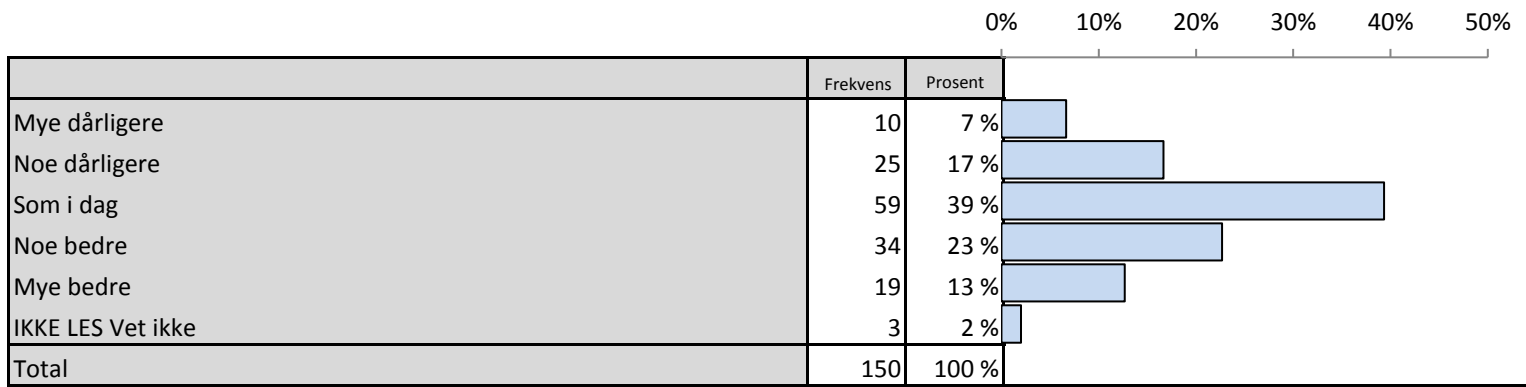 0% 10% 20% 30% 40% 50%
Frekvens Prosent
Mye dårligere 10 7 %
Noe dårligere 25 17 %
Som i dag 59 39 %
Noe bedre 34 23 %
Mye bedre 19 13 %
IKKE LES Vet ikke 3 2 %
Total 150 100 %